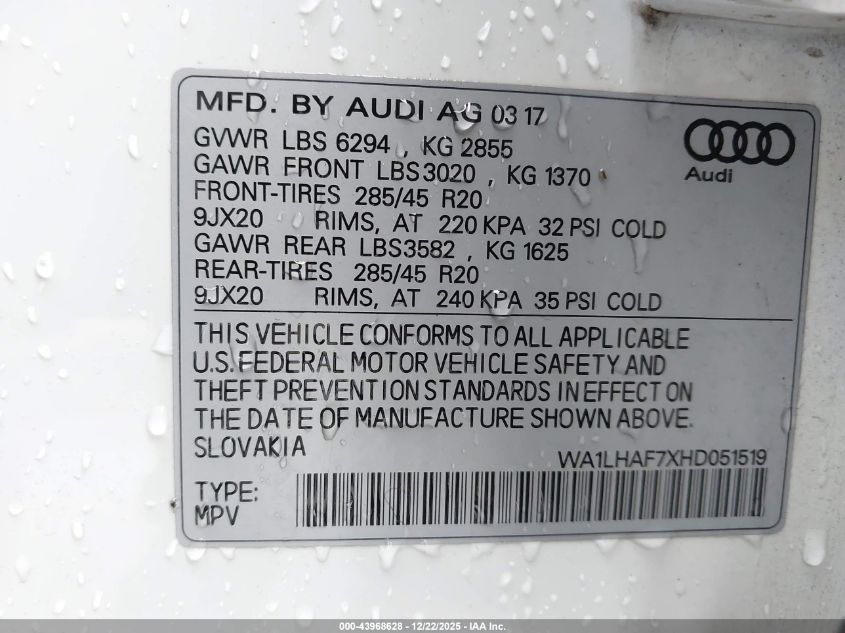 MFD. BY AUDI AG 03 17
GVWR LBS 6294 , KG 2855
GAWR FRONT LBS3020 , KG 1370
FRONT-TIRES 285/45 R20
9JX20 RIMS, AT 220 KPA 32 PSI COLD
GAWR REAR LBS3582 , KG 1625
REAR-TIRES 285/45 R20
9JX20 RIMS, AT 240 KPA 35 PSI COLD
Audi
THIS VEHICLE CONFORMS TO ALL APPLICABLE
U.S. FEDERAL MOTOR VEHICLE SAFETY AND
THEFT PREVENTION STANDARDS IN EFFECT ON
THE DATE OF MANUFACTURE SHOWN ABOVE.
SLOVAKIA
WA1LHAF7XHD051519
TYPE:
MPV
000-43968628 - 12/22/2025 - IAA Inc.